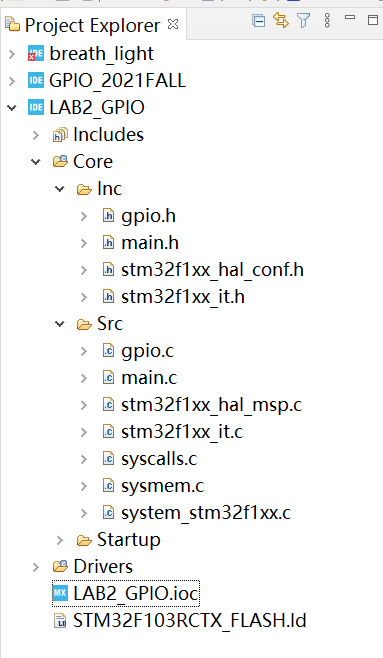 Project Explorer
breath_light
GPIO_2021FALL
LAB2_GPIO
Includes
Core
Inc
gpio.h
main.h
stm32f1xx_hal_conf.h
stm32f1xx_it.h
Src
gpio.c
main.c
stm32f1xx_hal_msp.c
stm32f1xx_it.c
syscalls.c
sysmem.c
system_stm32f1xx.c
Startup
Drivers
LAB2_GPIO.ioc
STM32F103RCTX_FLASH.ld